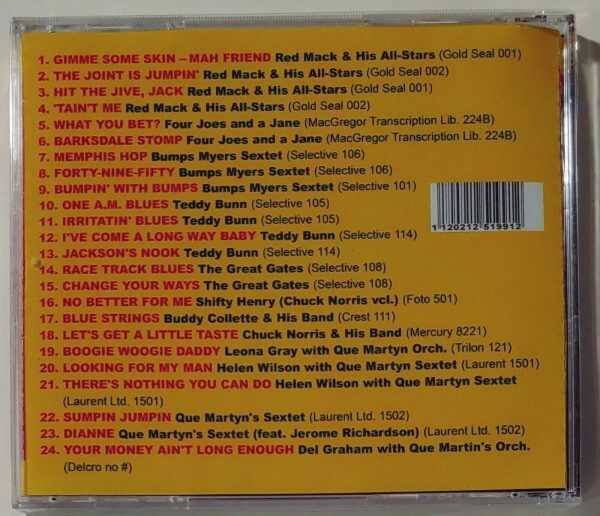 1. GIMME SOME SKIN – MAH FRIEND Red Mack & His All-Stars (Gold Seal 001)
2. THE JOINT IS JUMPIN' Red Mack & His All-Stars (Gold Seal 002)
3. HIT THE JIVE, JACK Red Mack & His All-Stars (Gold Seal 001)
4. 'TAIN'T ME Red Mack & His All-Stars (Gold Seal 002)
5. WHAT YOU BET? Four Joes and a Jane (MacGregor Transcription Lib. 224B)
6. BARKSDALE STOMP Four Joes and a Jane (MacGregor Transcription Lib. 224B)
7. MEMPHIS HOP Bumps Myers Sextet (Selective 106)
8. FORTY-NINE-FIFTY Bumps Myers Sextet (Selective 106)
9. BUMPIN' WITH BUMPS Bumps Myers Sextet (Selective 101)
10. ONE A.M. BLUES Teddy Bunn (Selective 105)
11. IRRITATIN' BLUES Teddy Bunn (Selective 105)
12. I'VE COME A LONG WAY BABY Teddy Bunn (Selective 114)
13. JACKSON'S NOOK Teddy Bunn (Selective 114)
14. RACE TRACK BLUES The Great Gates (Selective 108)
15. CHANGE YOUR WAYS The Great Gates (Selective 108)
16. NO BETTER FOR ME Shifty Henry (Chuck Norris vcl.) (Foto 501)
17. BLUE STRINGS Buddy Collette & His Band (Crest 111)
18. LET'S GET A LITTLE TASTE Chuck Norris & His Band (Mercury 8221)
19. BOOGIE WOOGIE DADDY Leona Gray with Que Martyn Orch. (Trilon 121)
20. LOOKING FOR MY MAN Helen Wilson with Que Martyn Sextet (Laurent 1501)
21. THERE'S NOTHING YOU CAN DO Helen Wilson with Que Martyn Sextet
(Laurent Ltd. 1501)
22. SUMPIN JUMPIN Que Martyn's Sextet (Laurent Ltd. 1502)
23. DIANNE Que Martyn's Sextet (feat. Jerome Richardson) (Laurent Ltd. 1502)
24. YOUR MONEY AIN'T LONG ENOUGH Del Graham with Que Martin's Orch.
(Delcro no #)
1 120212 519912